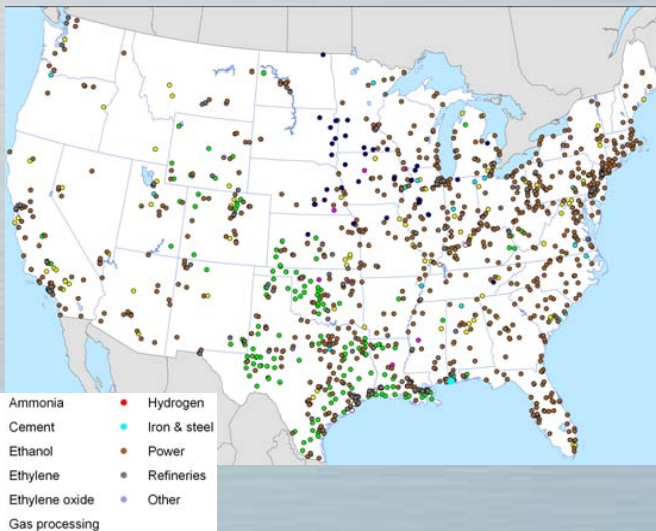 Ammonia
Hydrogen
Cement
Iron & steel
Ethanol
Power
Ethylene
Refineries
Ethylene oxide
Other
Gas processing